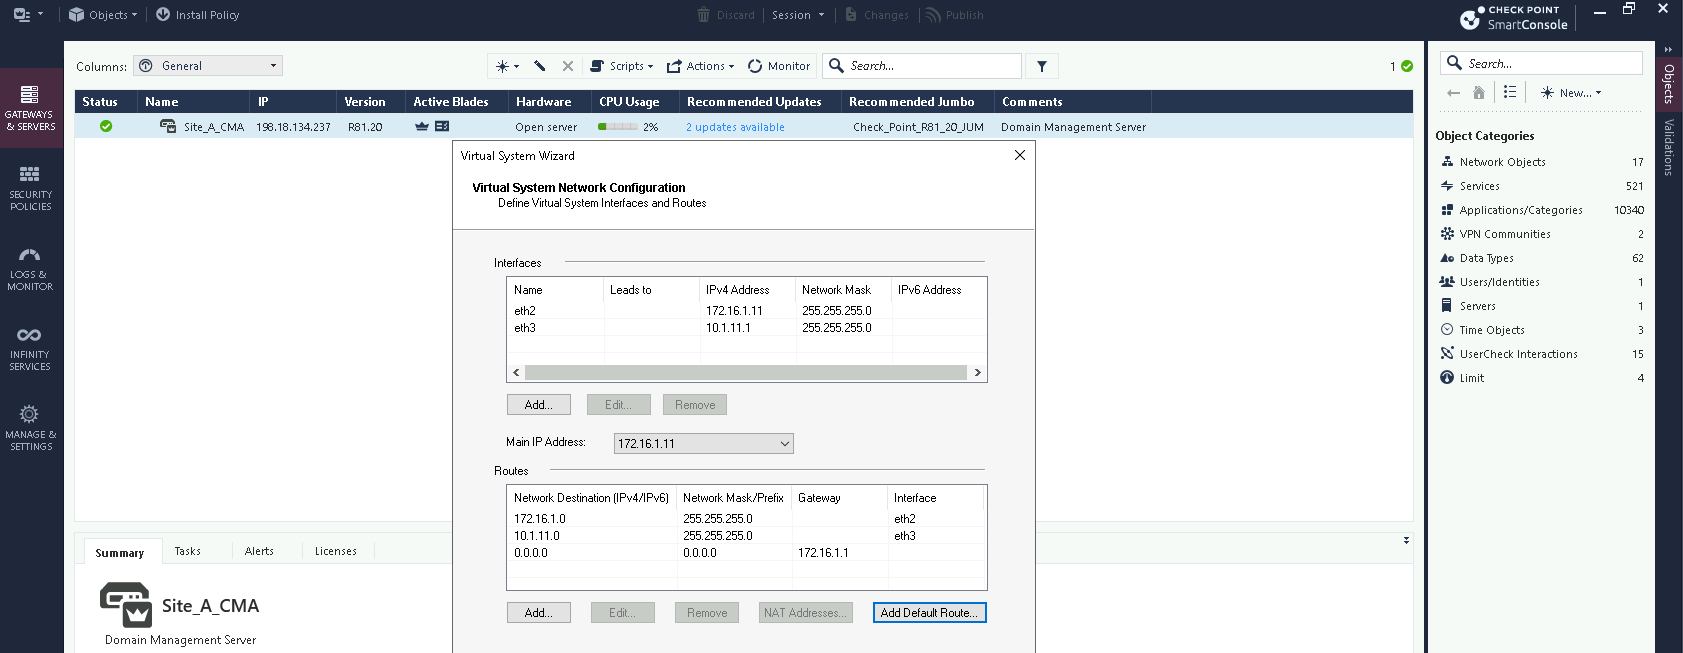 Objects
Install Policy
Discard
Session
Changes
Publish
CHECK POINT
SmartConsole
GATEWAYS
& SERVERS
SECURITY
POLICIES
LOGS &
MONITOR
INFINITY
SERVICES
MANAGE &
SETTINGS
Columns: General
Scripts
Actions
Monitor
Search...
1
Status Name IP Version Active Blades Hardware CPU Usage Recommended Updates Recommended Jumbo Comments
Site_A_CMA 198.18.134.237 R81.20 Open server 2% 2 updates available Check_Point_R81_20_JUM Domain Management Server
Virtual System Wizard
Virtual System Network Configuration
Define Virtual System Interfaces and Routes
Interfaces
Name Leads to IPv4 Address Network Mask IPv6 Address
eth2 172.16.1.11 255.255.255.0
eth3 10.1.11.1 255.255.255.0
Add... Edit... Remove
Main IP Address: 172.16.1.11
Routes
Network Destination (IPv4/IPv6) Network Mask/Prefix Gateway Interface
172.16.1.0 255.255.255.0 eth2
10.1.11.0 255.255.255.0 eth3
0.0.0.0 0.0.0.0 172.16.1.1
Add... Edit... Remove NAT Addresses... Add Default Route...
Summary Tasks Alerts Licenses
Site_A_CMA
Domain Management Server
Search...
New...
Object Categories
Network Objects 17
Services 521
Applications/Categories 10340
VPN Communities 2
Data Types 62
Users/Identities 1
Servers 1
Time Objects 3
UserCheck Interactions 15
Limit 4
Objects
Validations